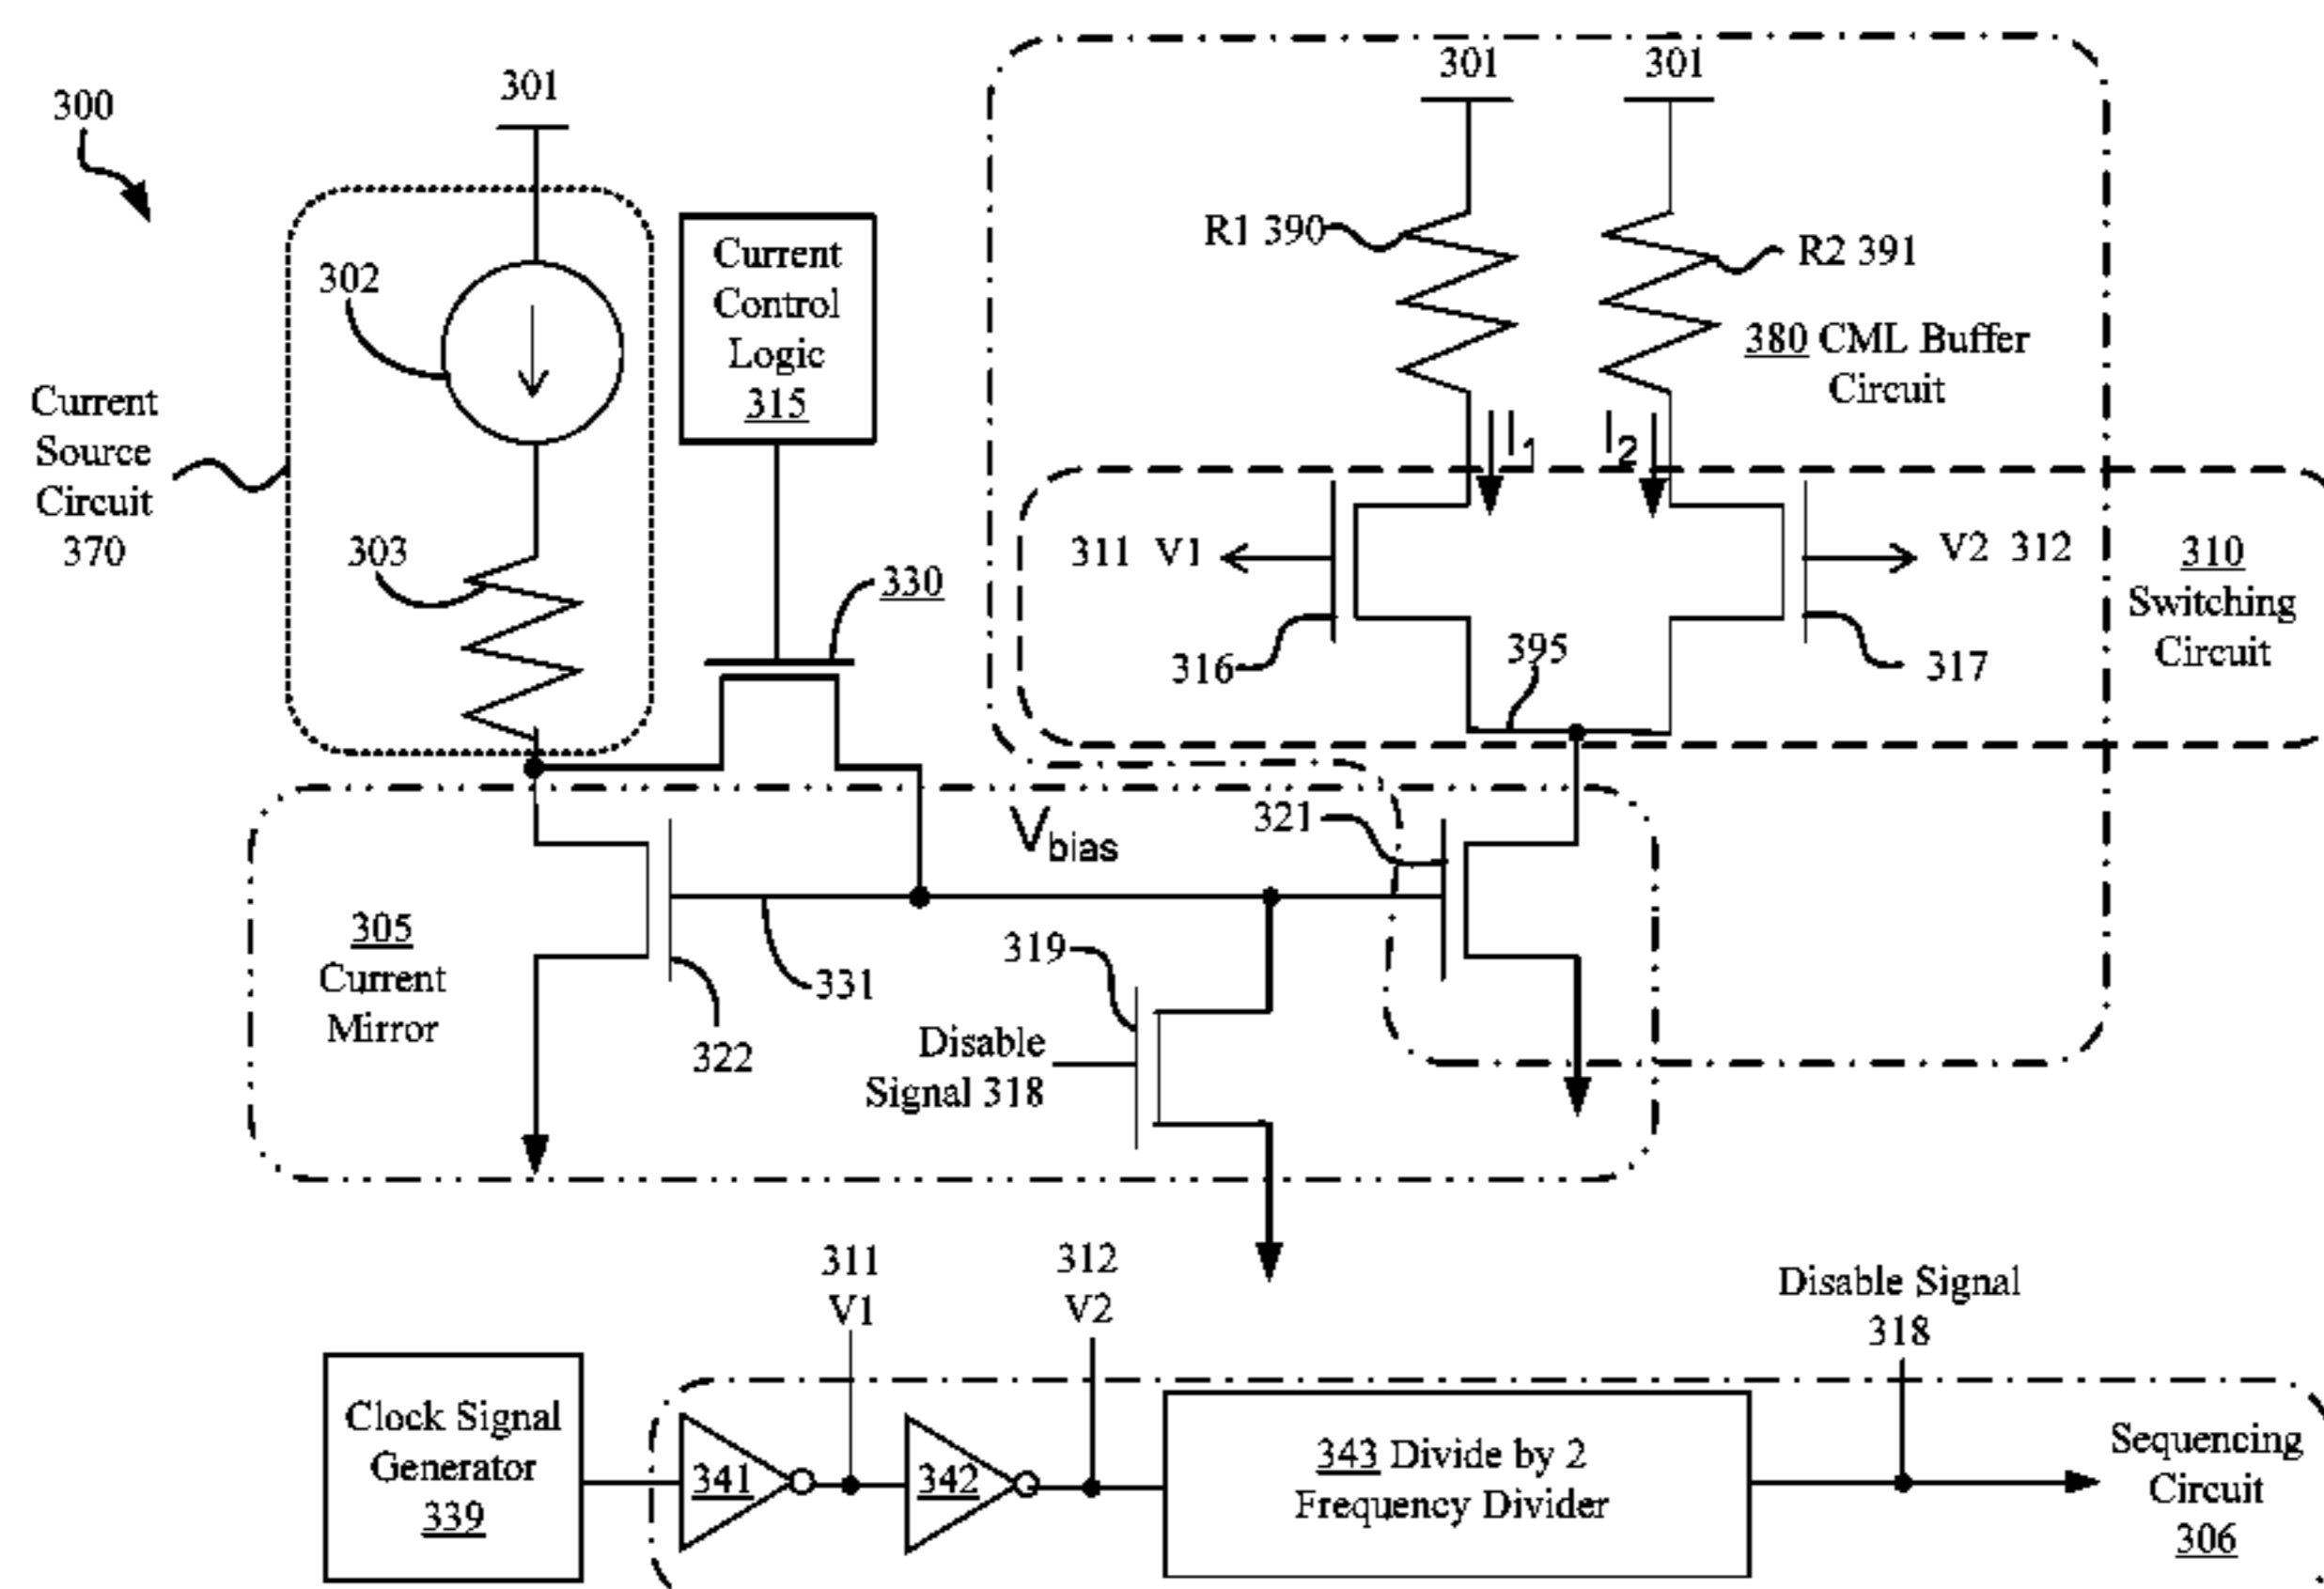 300
301
301
301
302
Current
Control
Logic
315
R1 390
R2 391
380 CML Buffer
Circuit
Current
Source
Circuit
370
I1
I2
303
330
311 V1
V2 312
310
Switching
Circuit
316
395
317
Vbias
321
305
Current
Mirror
331
322
319
Disable
Signal 318
311
V1
312
V2
Disable Signal
318
Clock Signal
Generator
339
341
342
343 Divide by 2
Frequency Divider
Sequencing
Circuit
306